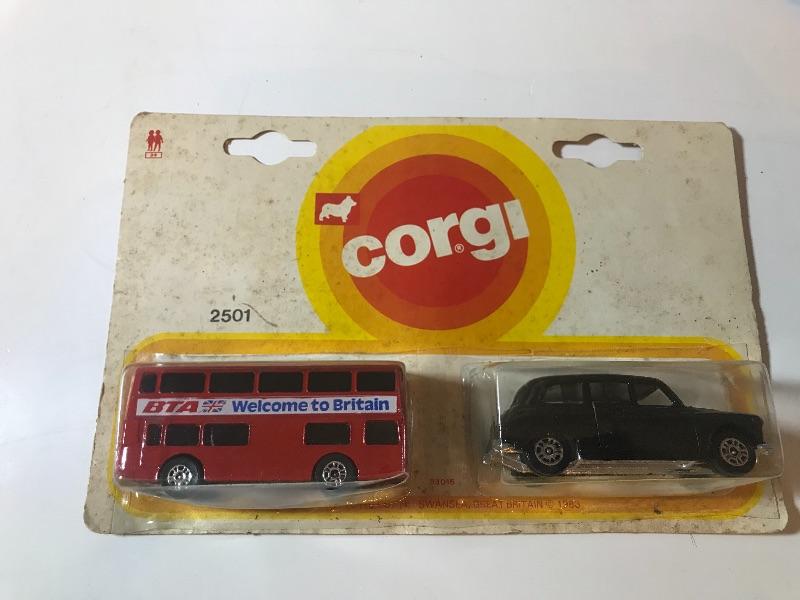 corgi®
2501
BTA Welcome to Britain
SWANSEA, GREAT BRITAIN © 1983